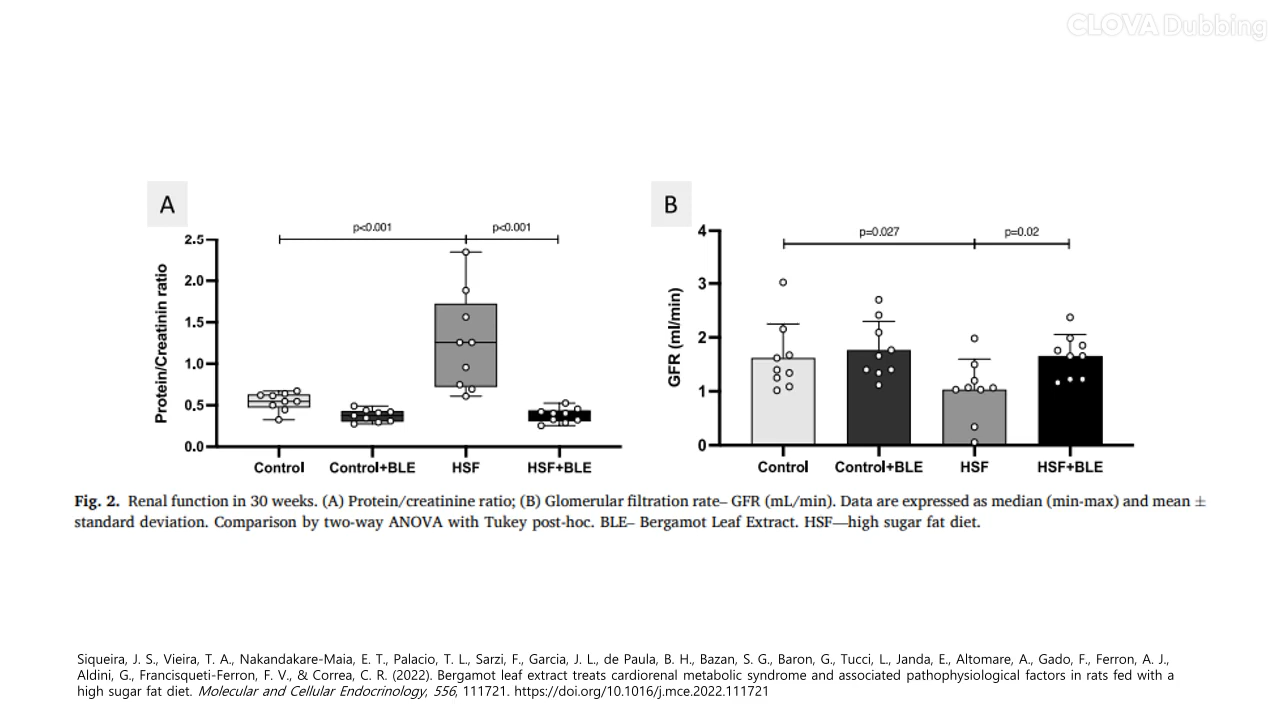 CLOVA Dubbing
A
B
p<0.001
p<0.001
p=0.027
p=0.02
Protein/Creatinin ratio
2.5
2.0
1.5
1.0
0.5
0.0
Control
Control+BLE
HSF
HSF+BLE
GFR (ml/min)
4
3
2
1
0
Control
Control+BLE
HSF
HSF+BLE
Fig. 2. Renal function in 30 weeks. (A) Protein/creatinine ratio; (B) Glomerular filtration rate– GFR (mL/min). Data are expressed as median (min-max) and mean ±
standard deviation. Comparison by two-way ANOVA with Tukey post-hoc. BLE– Bergamot Leaf Extract. HSF—high sugar fat diet.
Siqueira, J. S., Vieira, T. A., Nakandakare-Maia, E. T., Palacio, T. L., Sarzi, F., Garcia, J. L., de Paula, B. H., Bazan, S. G., Baron, G., Tucci, L., Janda, E., Altomare, A., Gado, F., Ferron, A. J.,
Aldini, G., Francisqueti-Ferron, F. V., & Correa, C. R. (2022). Bergamot leaf extract treats cardiorenal metabolic syndrome and associated pathophysiological factors in rats fed with a
high sugar fat diet. Molecular and Cellular Endocrinology, 556, 111721. https://doi.org/10.1016/j.mce.2022.111721